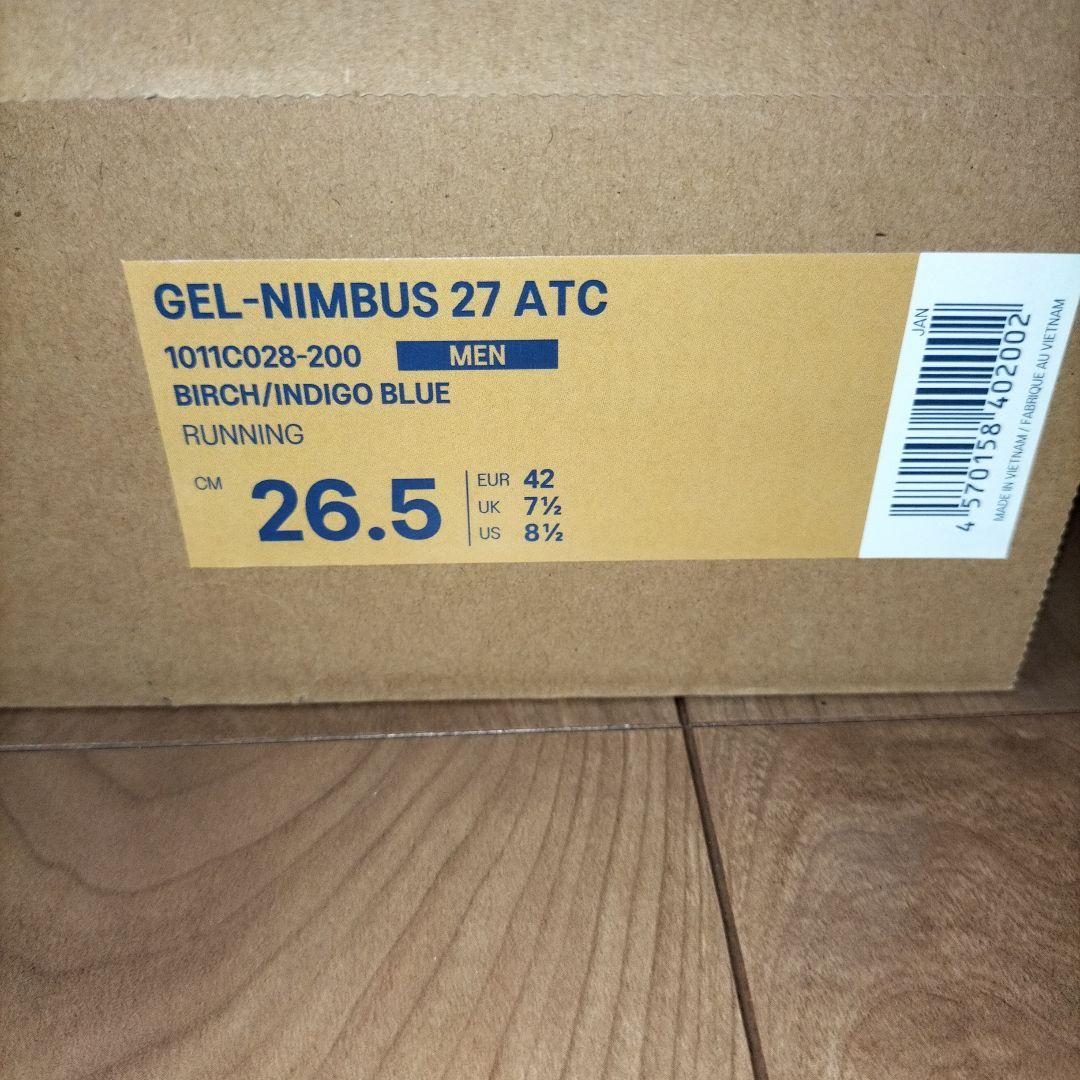 GEL-NIMBUS 27 ATC
1011C028-200 MEN
BIRCH/INDIGO BLUE
RUNNING
CM 26.5
EUR 42
UK 7½
US 8½
JAN
4 570158 402002
MADE IN VIETNAM / FABRIQUE AU VIETNAM